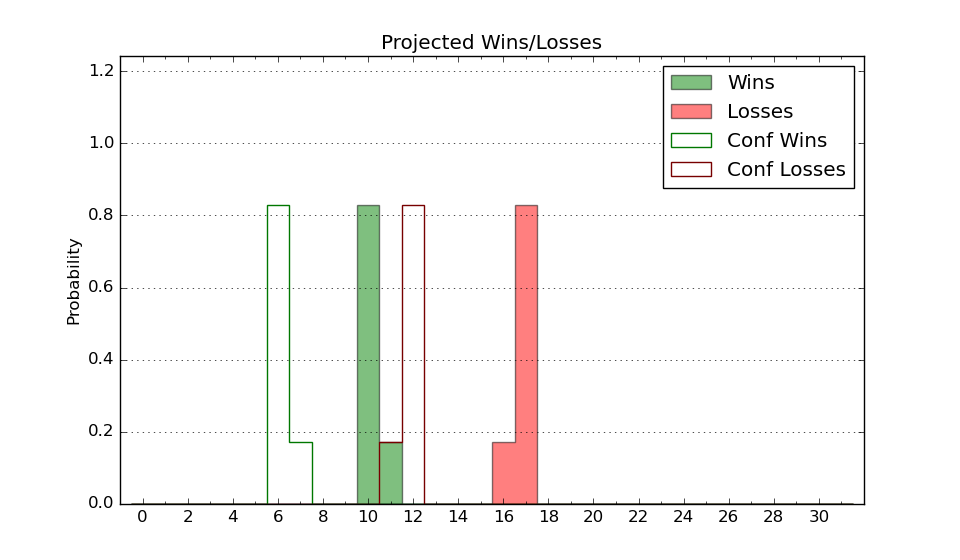 Projected Wins/Losses
Probability
1.2
1.0
0.8
0.6
0.4
0.2
0.0
0 2 4 6 8 10 12 14 16 18 20 22 24 26 28 30
Wins
Losses
Conf Wins
Conf Losses